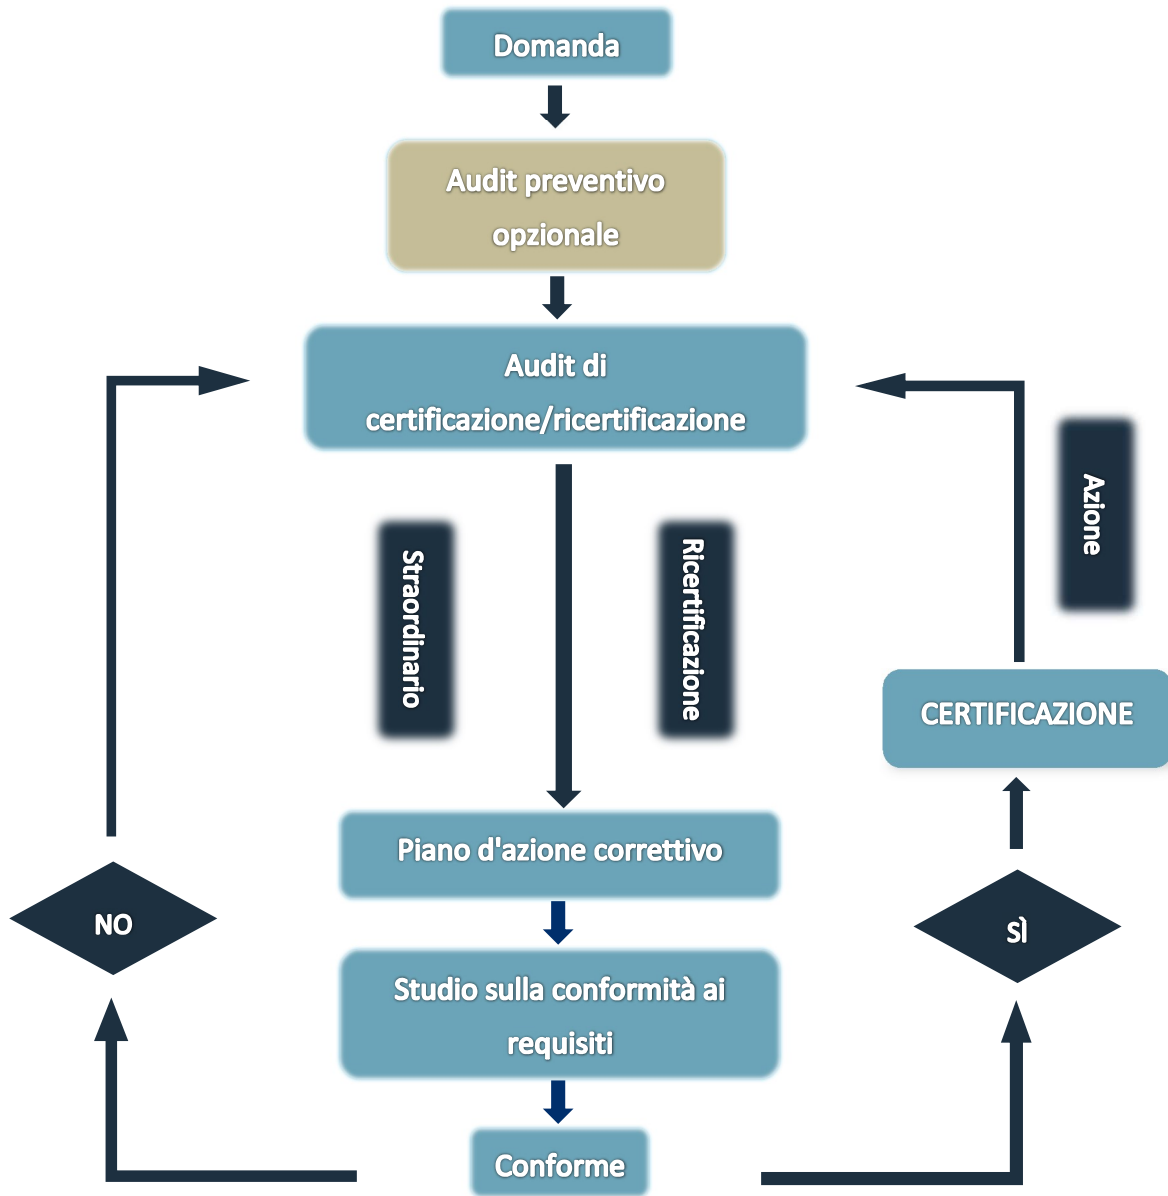 Domanda
Audit preventivo
opzionale
Audit di
certificazione/ricertificazione
Azione
Straordinario
Ricertificazione
CERTIFICAZIONE
Piano d'azione correttivo
NO
SÌ
Studio sulla conformità ai
requisiti
Conforme